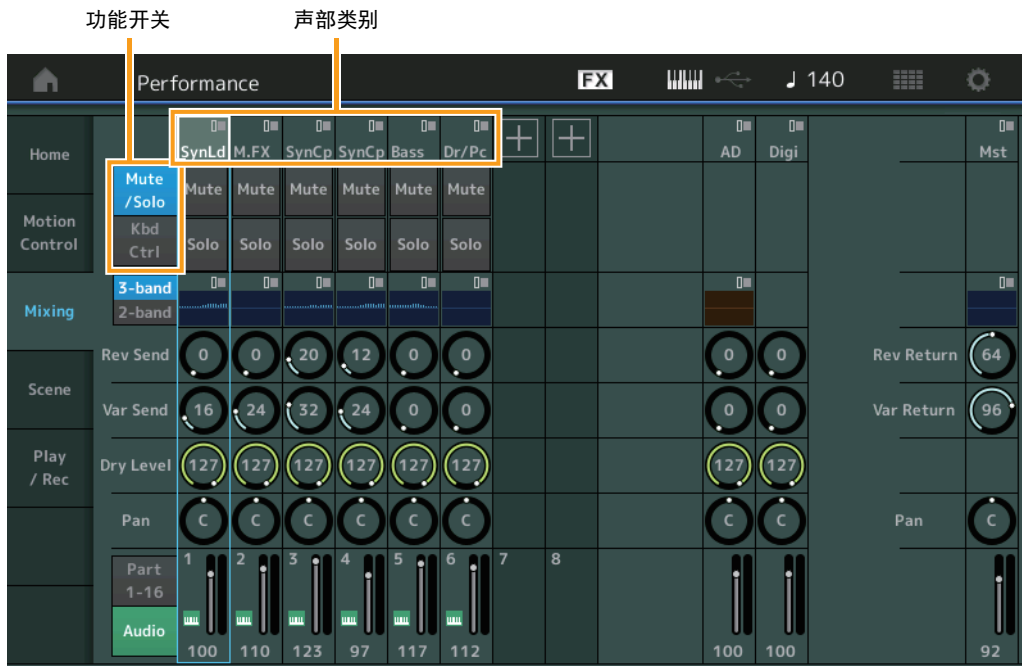 功能开关 声部类别
Performance FX 140
Home SynLd M.FX SynCp SynCp Bass Dr/Pc AD Digi Mst
Mute Mute Mute Mute Mute Mute Mute
/Solo
Motion Kbd
Control Ctrl Solo Solo Solo Solo Solo Solo
3-band
Mixing 2-band
Rev Send 0 0 20 12 0 0 0 0 Rev Return 64
Scene
Var Send 16 24 32 24 0 0 0 0 Var Return 96
Play
/ Rec Dry Level 127 127 127 127 127 127 127 127
Pan C C C C C C C C Pan C
Part 1 2 3 4 5 6 7 8
1-16
Audio
100 110 123 97 117 112 100 100 92